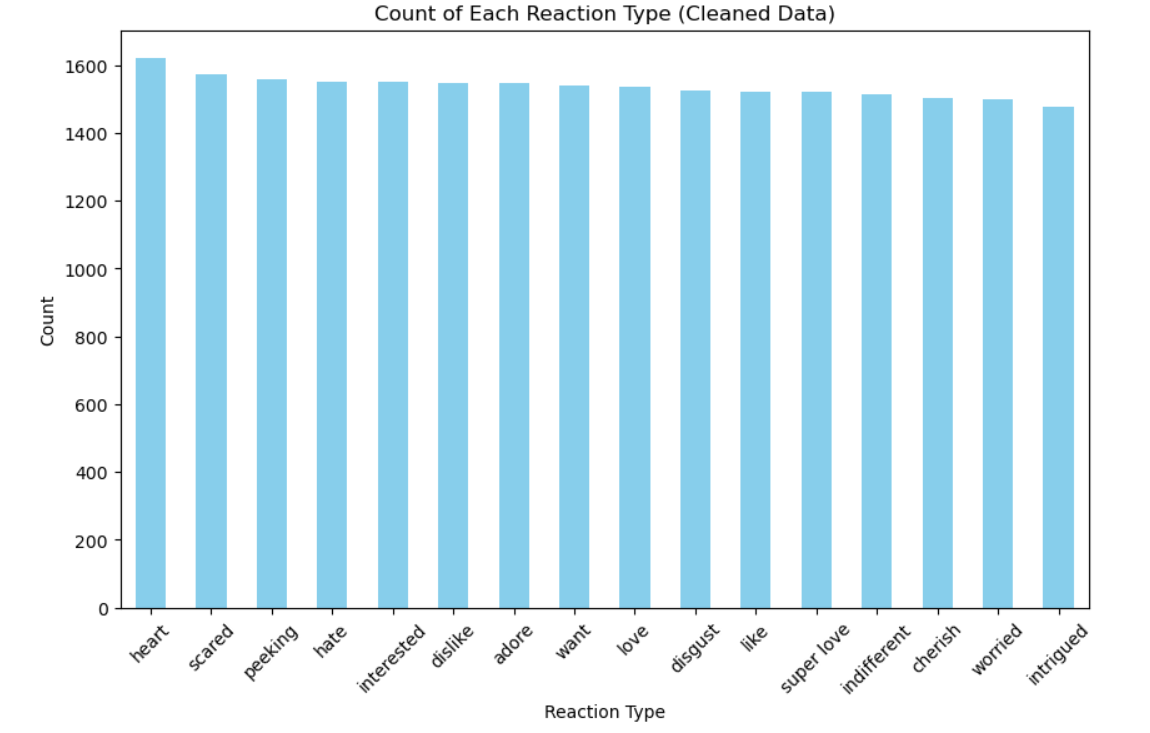 Count of Each Reaction Type (Cleaned Data)
1600
1400
1200
1000
800
600
400
200
0
Count
heart
scared
peeking
hate
interested
dislike
adore
want
love
disgust
like
super love
indifferent
cherish
worried
intrigued
Reaction Type